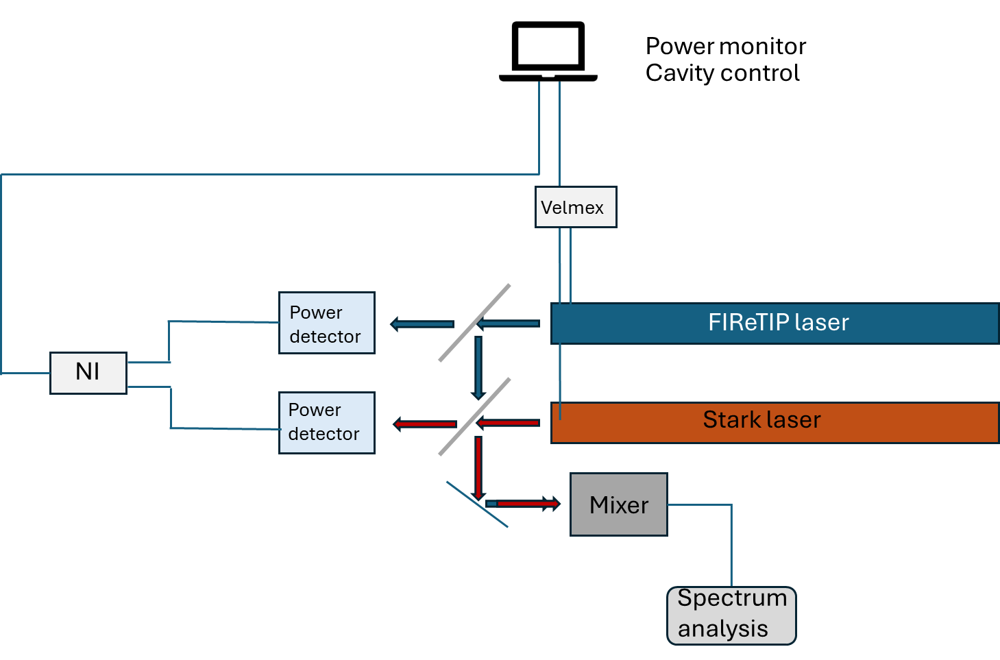 Power monitor
Cavity control
Velmex
Power
detector
FIReTIP laser
NI
Power
detector
Stark laser
Mixer
Spectrum
analysis